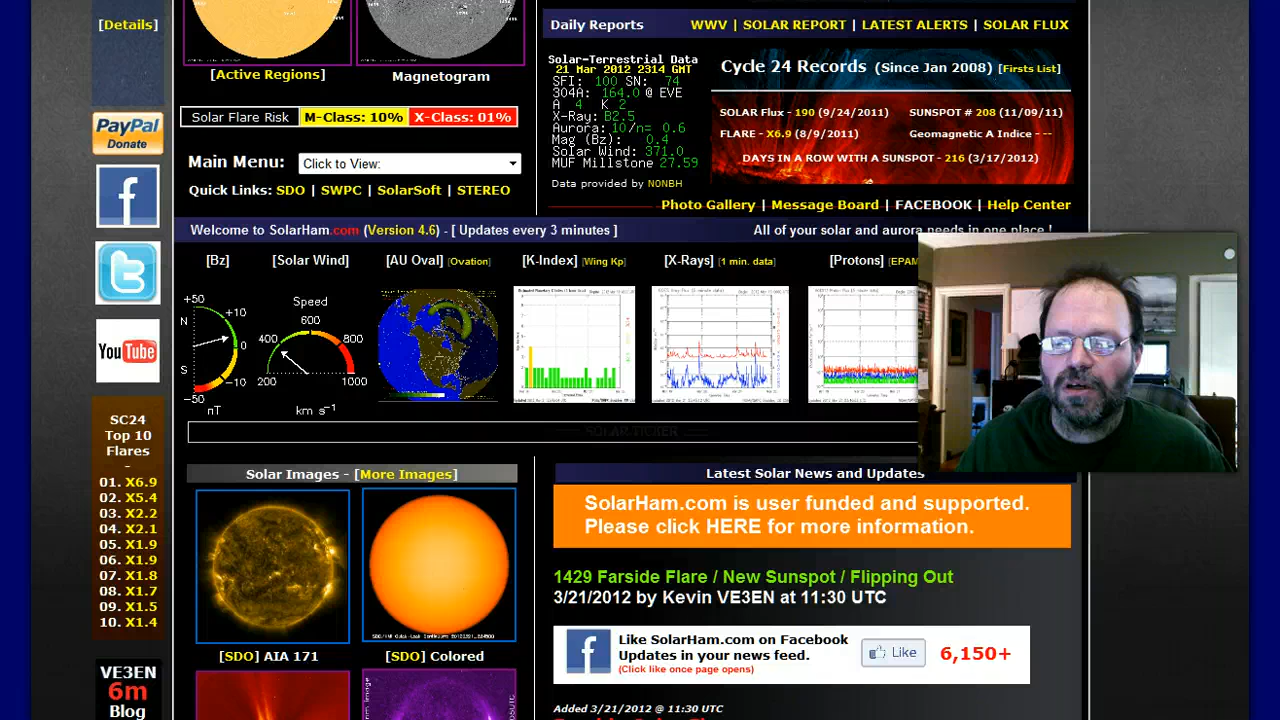 [Details]
[Active Regions]
Magnetogram
Solar Flare Risk
M-Class: 10%
X-Class: 01%
Main Menu:
Click to View:
Quick Links: SDO | SWPC | SolarSoft | STEREO
Daily Reports
WWV | SOLAR REPORT | LATEST ALERTS | SOLAR FLUX
Solar-Terrestrial Data
21 Mar 2012 2314 GMT
SFI: 100 SN: 74
304A: 164.0 @ EVE
A 4 K 2
X-Ray: B2.5
Aurora: 10/n= 0.6
Mag (Bz): 0.4
Solar Wind: 371.0
MUF Millstone 27.59
Data provided by N0NBH
Cycle 24 Records (Since Jan 2008) [Firsts List]
SOLAR Flux - 190 (9/24/2011)
SUNSPOT # 208 (11/09/11)
FLARE - X6.9 (8/9/2011)
Geomagnetic A Indice - --
DAYS IN A ROW WITH A SUNSPOT - 216 (3/17/2012)
Photo Gallery | Message Board | FACEBOOK | Help Center
PayPal
Donate
f
t
You Tube
Welcome to SolarHam.com (Version 4.6) - [ Updates every 3 minutes ]
All of your solar and aurora needs in one place !
[Bz]
[Solar Wind]
[AU Oval] [Ovation]
[K-Index] [Wing Kp]
[X-Rays] [1 min. data]
[Protons] [EPAM
+50
N
+10
0
S
-10
-50
nT
Speed
600
400
800
200
1000
km s-1
SOLAR TICKER
SC24
Top 10
Flares
-
01. X6.9
02. X5.4
03. X2.2
04. X2.1
05. X1.9
06. X1.9
07. X1.8
08. X1.7
09. X1.5
10. X1.4
VE3EN
6m
Blog
Solar Images - [More Images]
[SDO] AIA 171
[SDO] Colored
Latest Solar News and Updates
SolarHam.com is user funded and supported.
Please click HERE for more information.
1429 Farside Flare / New Sunspot / Flipping Out
3/21/2012 by Kevin VE3EN at 11:30 UTC
Like SolarHam.com on Facebook
Updates in your news feed.
(Click like once page opens)
Like
6,150+
Added 3/21/2012 @ 11:30 UTC